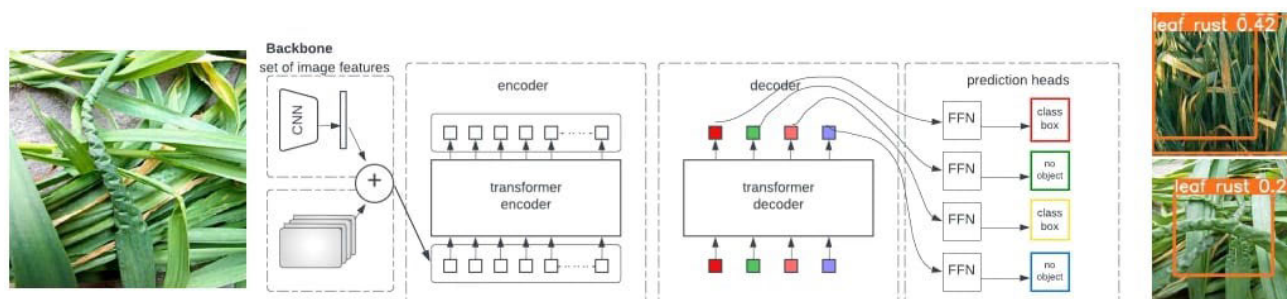 Backbone
set of image features
CNN
+
encoder
transformer
encoder
decoder
transformer
decoder
prediction heads
FFN
class
box
FFN
no
object
FFN
class
box
FFN
no
object
leaf rust 0.42
leaf rust 0.2